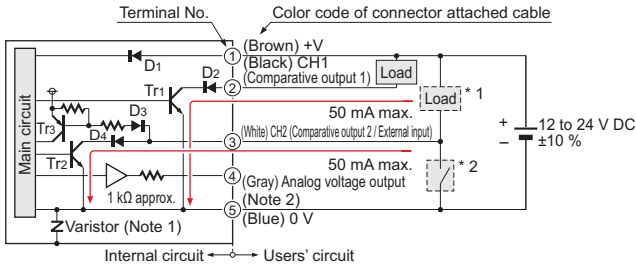 Terminal No.
Color code of connector attached cable
1
(Brown) +V
D1
(Black) CH1
(Comparative output 1)
D2
2
Load
Tr1
Load
* 1
50 mA max.
Main circuit
Tr3
D3
D4
3
(White) CH2 (Comparative output 2 / External input)
+
−
12 to 24 V DC
±10 %
Tr2
50 mA max.
* 2
4
(Gray) Analog voltage output
1 kΩ approx.
(Note 2)
5
(Blue) 0 V
Z
Varistor (Note 1)
Internal circuit
Users' circuit